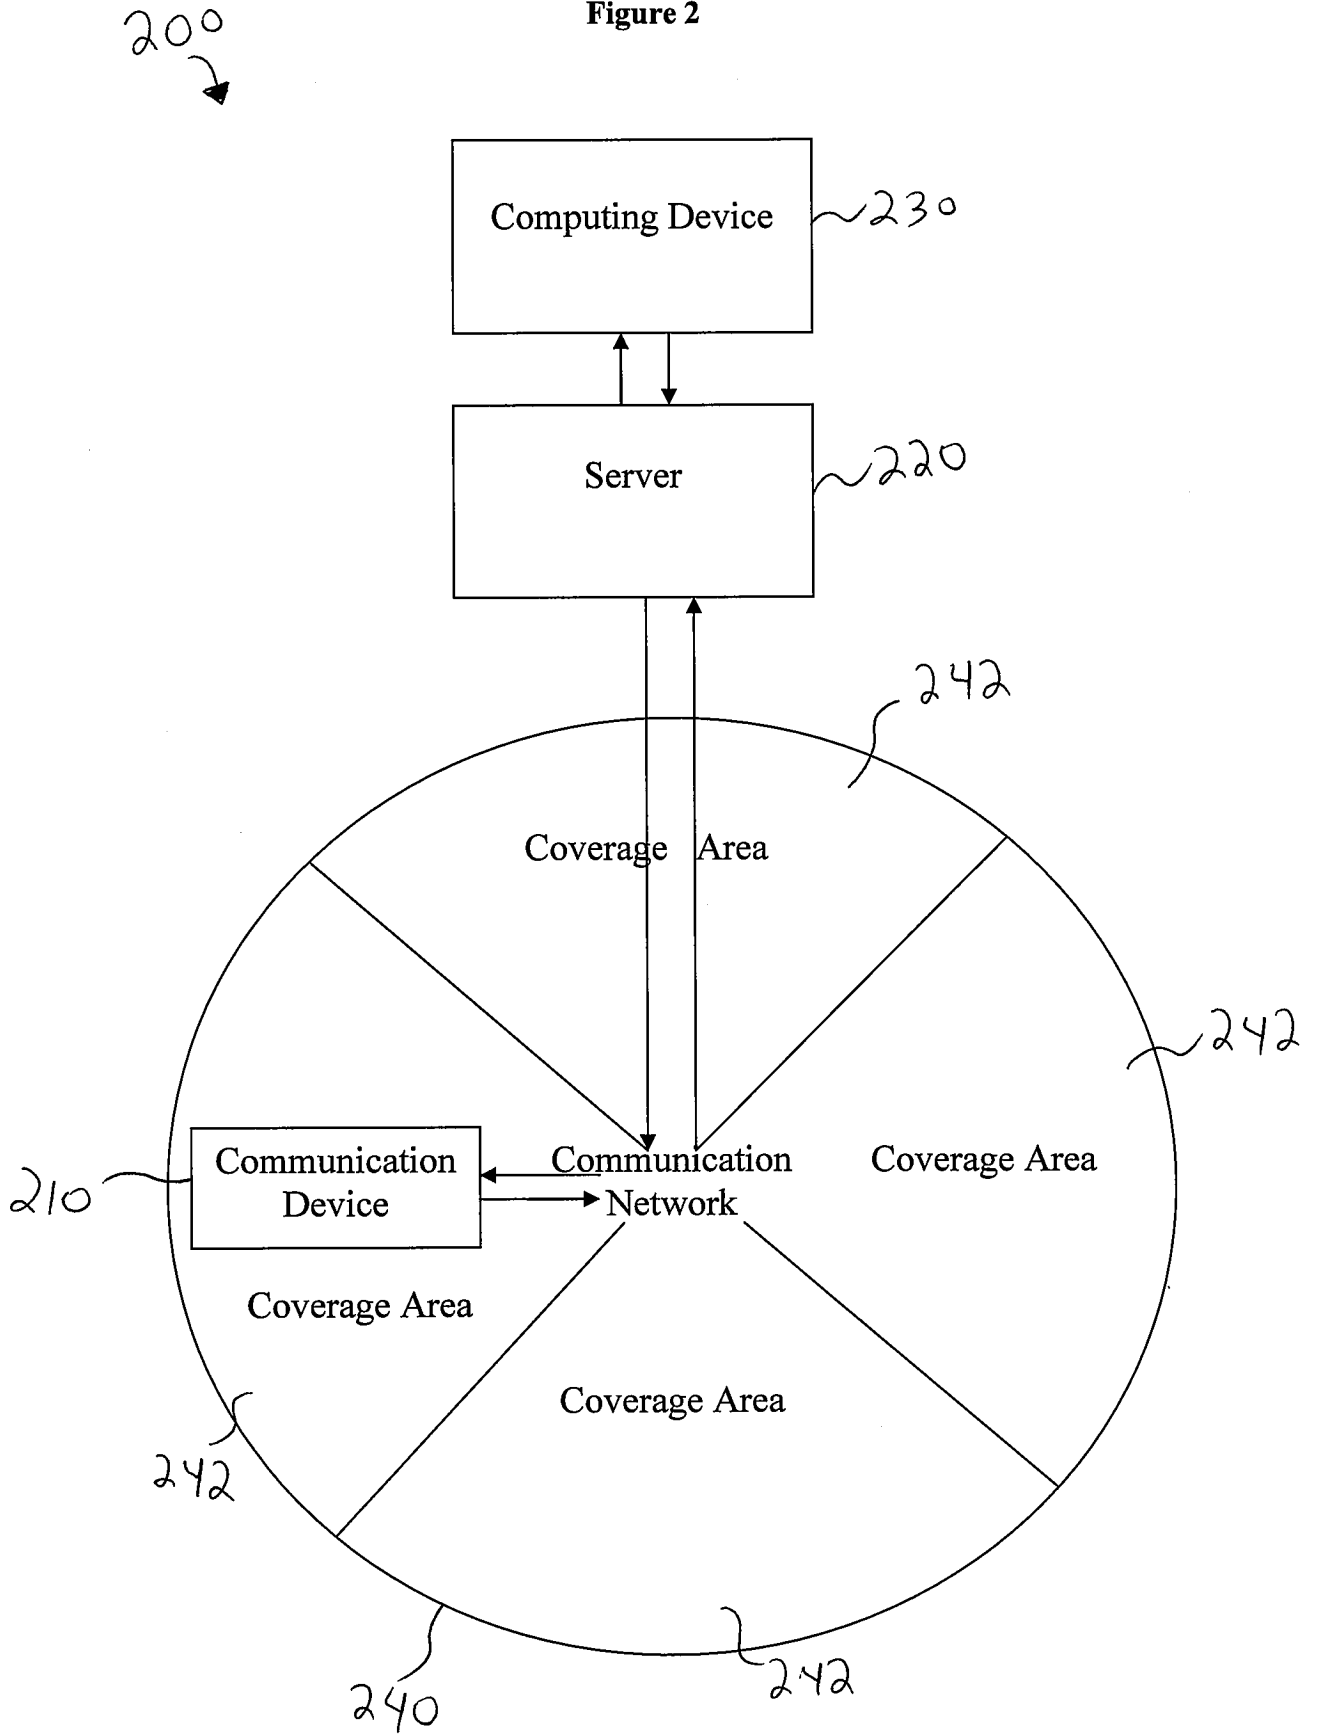 Figure 2
200
Computing Device
230
Server
220
242
Coverage Area
242
Communication
Network
Coverage Area
Communication
Device
210
Coverage Area
Coverage Area
242
242
240